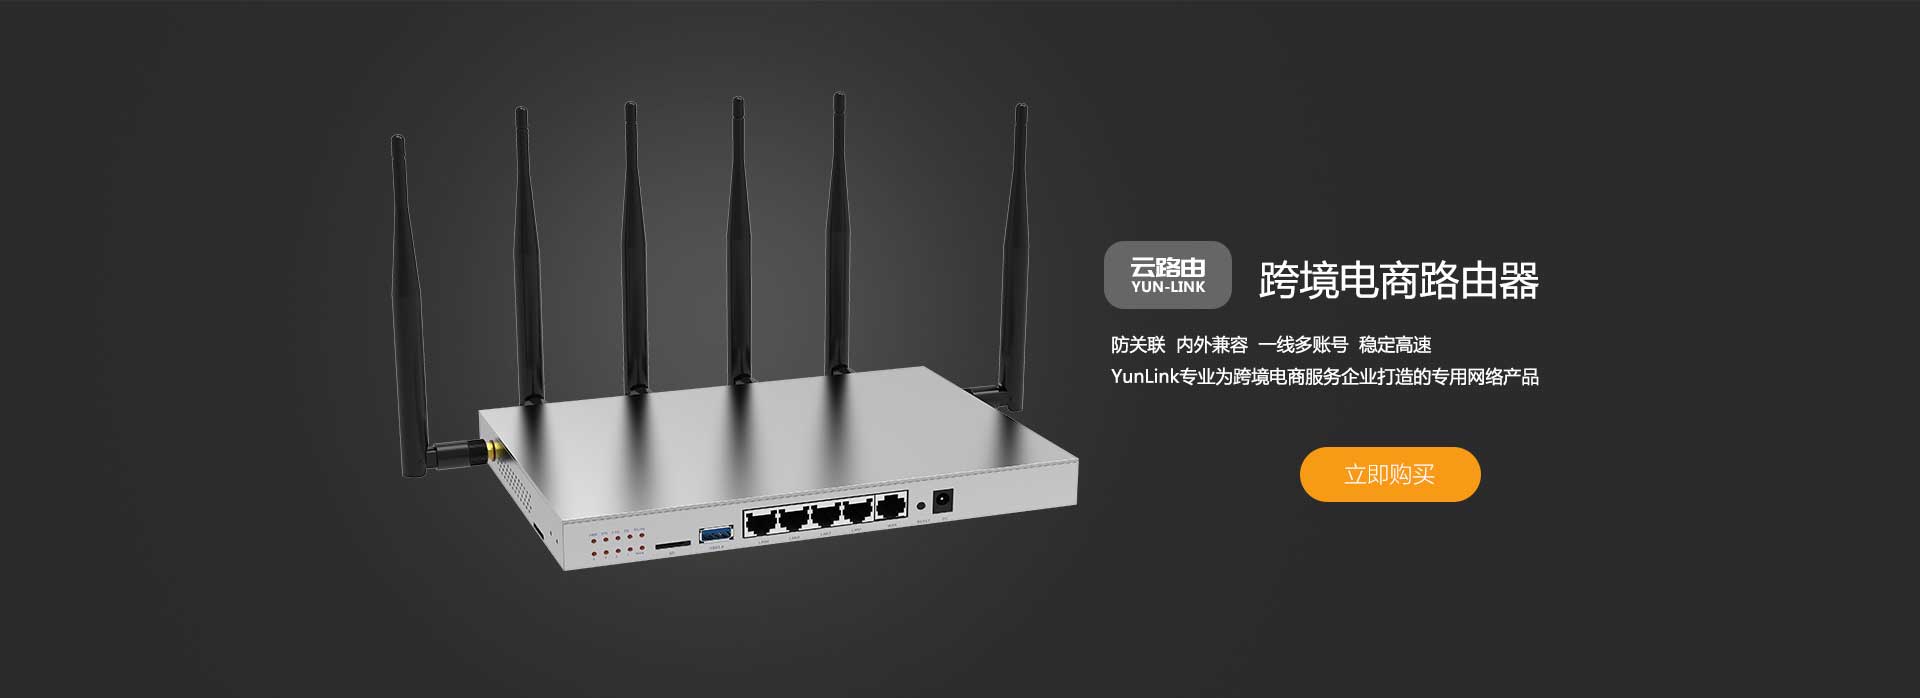 云路由
YUN-LINK
跨境电商路由器
防关联 内外兼容 一线多账号 稳定高速
YunLink专业为跨境电商服务企业打造的专用网络产品
立即购买